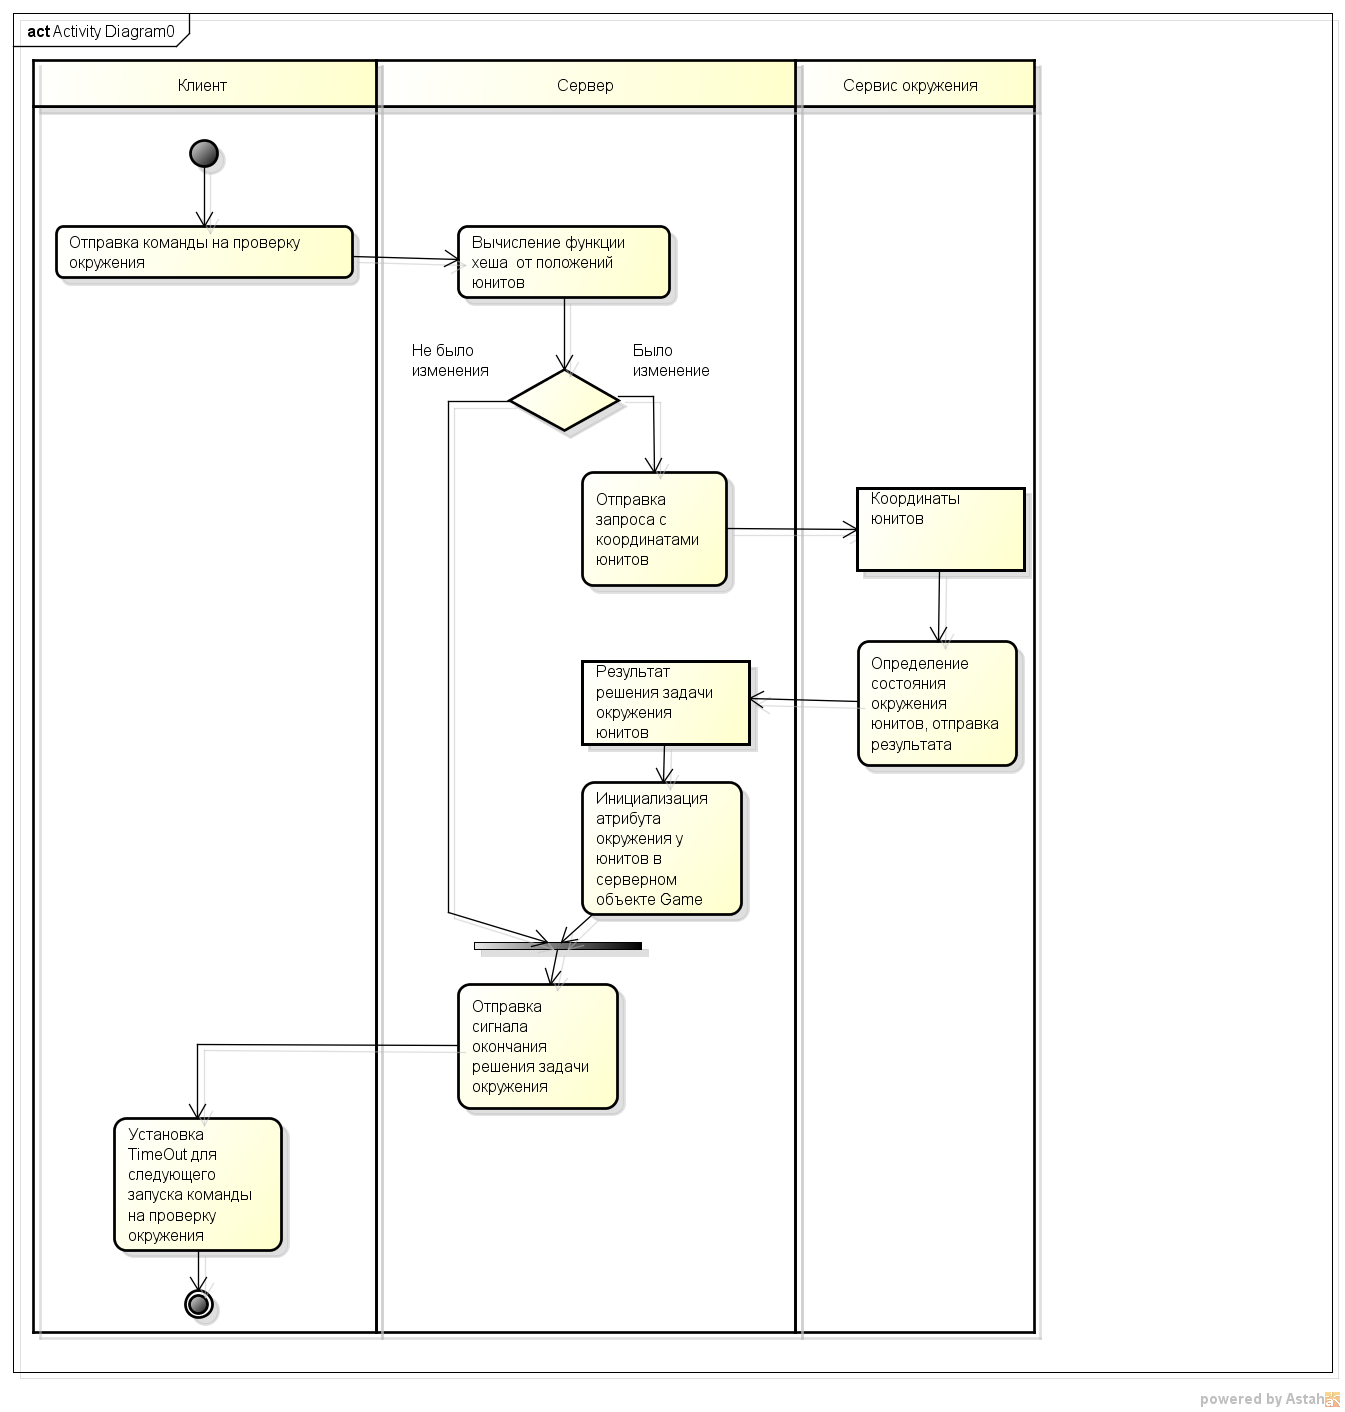 act Activity Diagram0
Клиент
Сервер
Сервис окружения
Отправка команды на проверку
окружения
Вычисление функции
хеша  от положений
юнитов
Не было
изменения
Было
изменение
Отправка
запроса с
координатами
юнитов
Координаты
юнитов
Определение
состояния
окружения
юнитов, отправка
результата
Результат
решения задачи
окружения
юнитов
Инициализация
атрибута
окружения у
юнитов в
серверном
объекте Game
Отправка
сигнала
окончания
решения задачи
окружения
Установка
TimeOut для
следующего
запуска команды
на проверку
окружения
powered by Astah